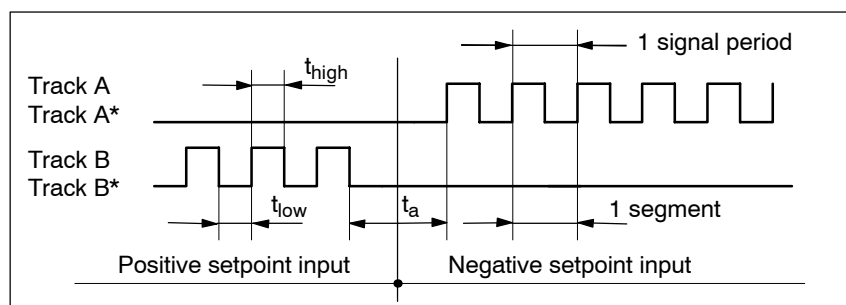 1 signal period
t_high
Track A
Track A*
Track B
Track B*
t_low
t_a
1 segment
Positive setpoint input
Negative setpoint input